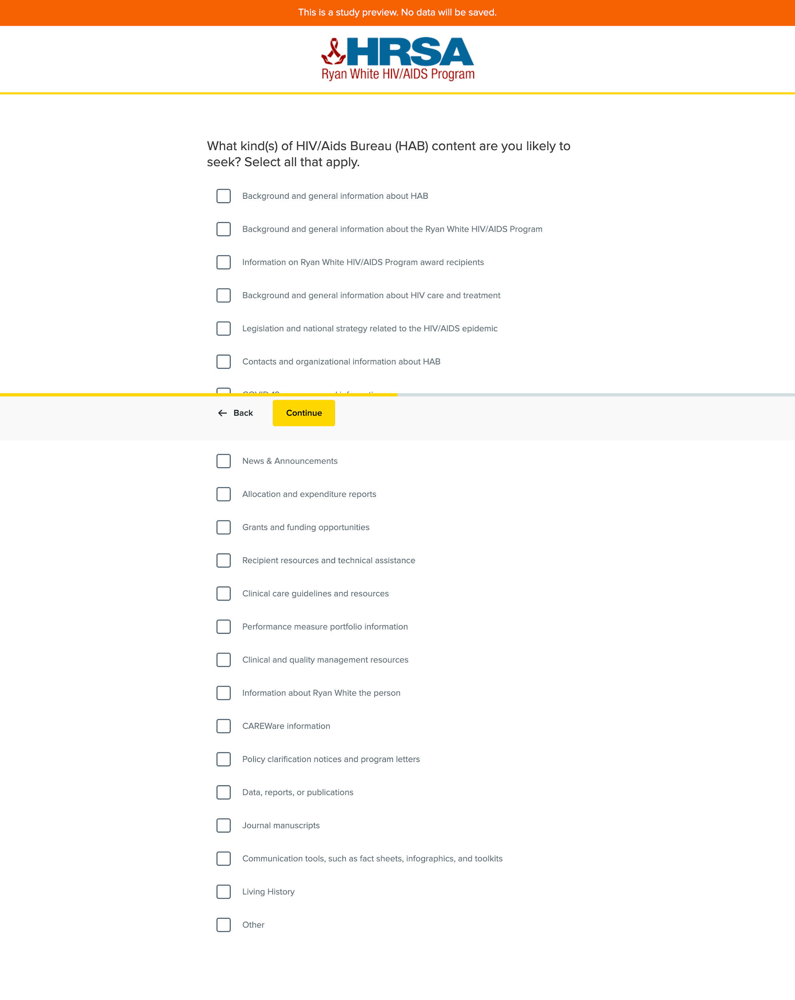 This is a study preview. No data will be saved.
HRSA
Ryan White HIV/AIDS Program
What kind(s) of HIV/Aids Bureau (HAB) content are you likely to
seek? Select all that apply.
Background and general information about HAB
Background and general information about the Ryan White HIV/AIDS Program
Information on Ryan White HIV/AIDS Program award recipients
Background and general information about HIV care and treatment
Legislation and national strategy related to the HIV/AIDS epidemic
Contacts and organizational information about HAB
COVID-19
Back
Continue
News & Announcements
Allocation and expenditure reports
Grants and funding opportunities
Recipient resources and technical assistance
Clinical care guidelines and resources
Performance measure portfolio information
Clinical and quality management resources
Information about Ryan White the person
CAREWare information
Policy clarification notices and program letters
Data, reports, or publications
Journal manuscripts
Communication tools, such as fact sheets, infographics, and toolkits
Living History
Other